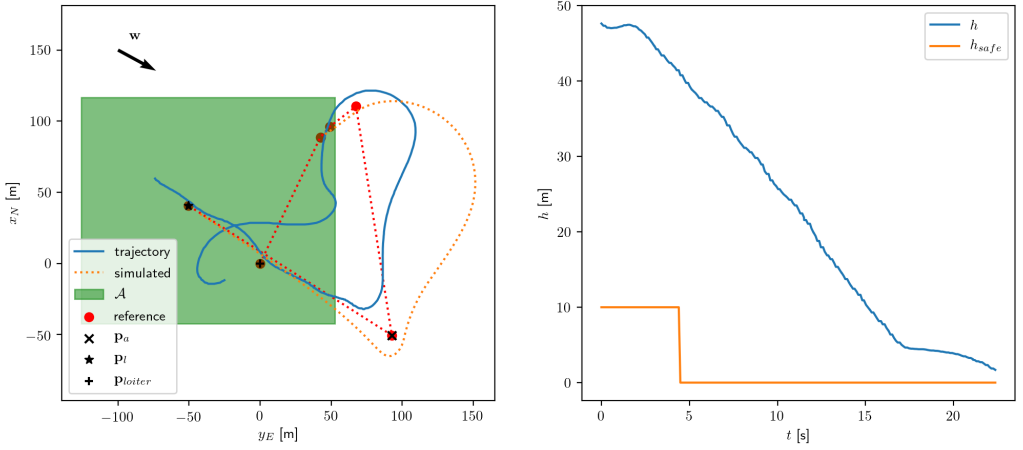 w
150
100
50
0
−50
x_N [m]
−100
−50
0
50
100
150
y_E [m]
trajectory
simulated
𝒜
reference
p_a
p_l
p_loiter
50
40
30
20
10
0
h [m]
0
5
10
15
20
t [s]
h
h_safe